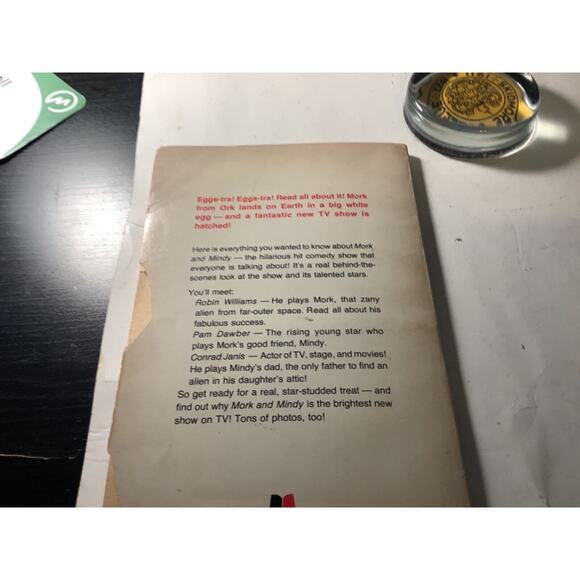 Eggs-tra! Eggs-tra! Read all about it! Mork
from Ork lands on Earth in a big white
egg — and a fantastic new TV show is
hatched!
Here is everything you wanted to know about Mork
and Mindy — the hilarious hit comedy show that
everyone is talking about! It's a real behind-the-
scenes look at the show and its talented stars.
You'll meet:
Robin Williams — He plays Mork, that zany
alien from far-outer space. Read all about his
fabulous success.
Pam Dawber — The rising young star who
plays Mork's good friend, Mindy.
Conrad Janis — Actor of TV, stage, and movies!
He plays Mindy's dad, the only father to find an
alien in his daughter's attic!
So get ready for a real, star-studded treat — and
find out why Mork and Mindy is the brightest new
show on TV! Tons of photos, too!